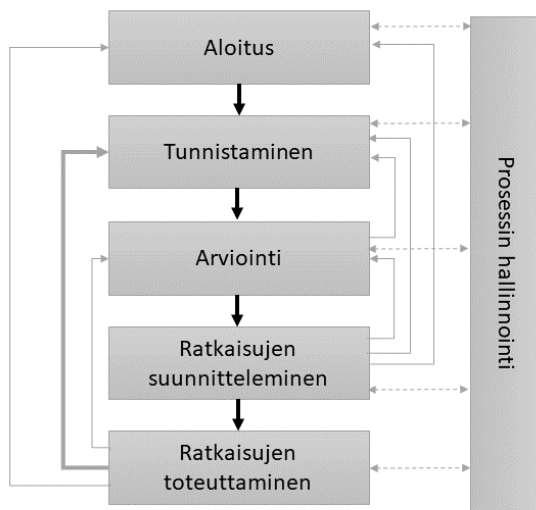 Aloitus
Tunnistaminen
Arviointi
Ratkaisujen
suunnitteleminen
Ratkaisujen
toteuttaminen
Prosessin hallinnointi